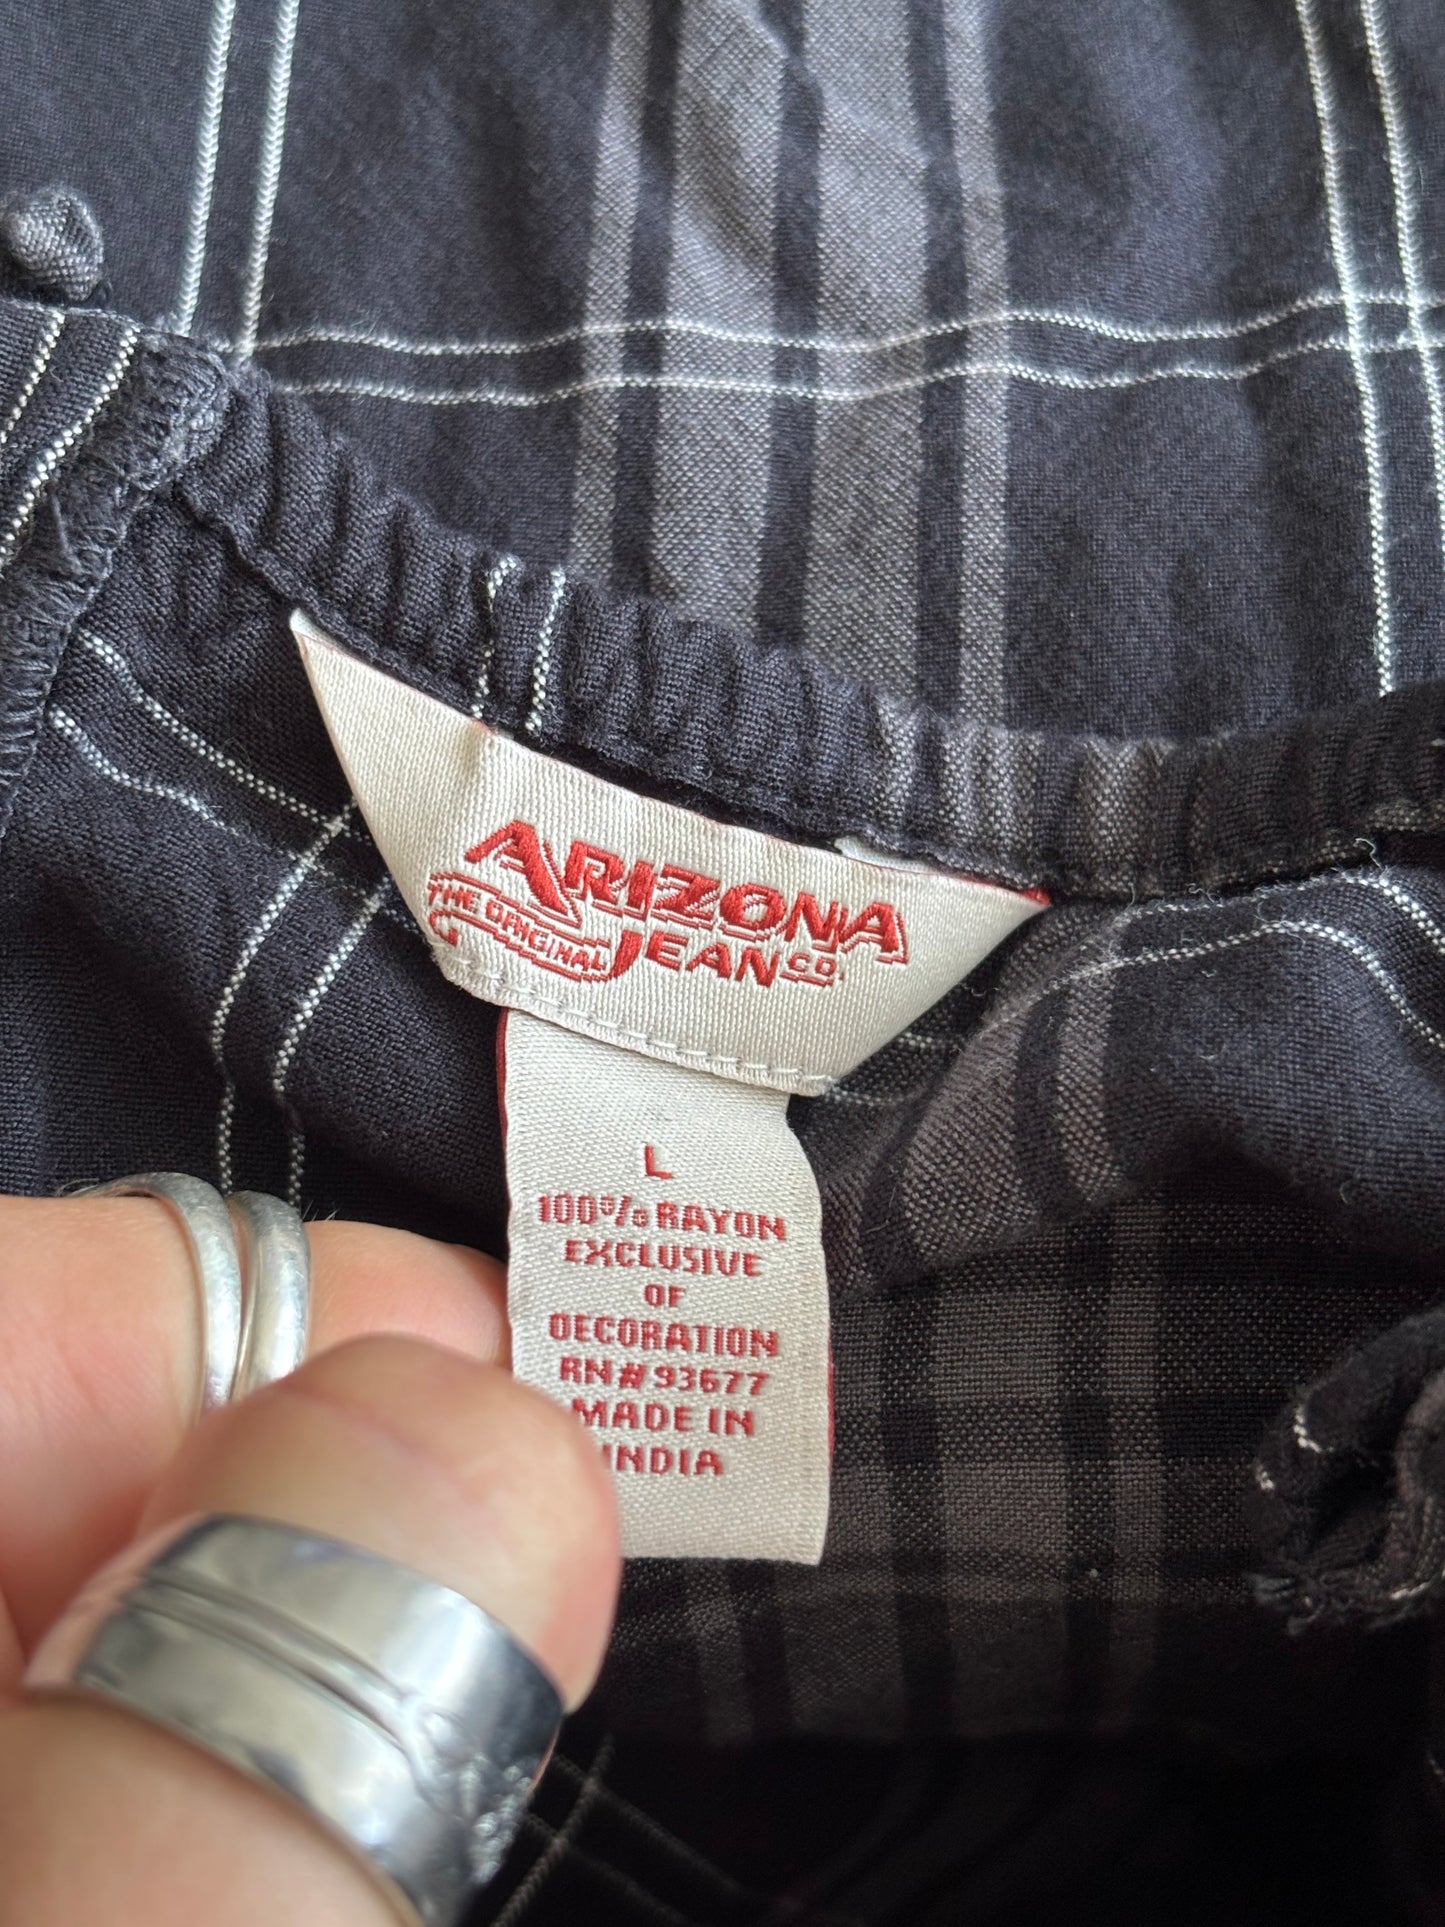 ARIZONA
THE ORIGINAL JEAN CO.
L
100% RAYON
EXCLUSIVE
OF
DECORATION
RN# 93677
MADE IN
INDIA